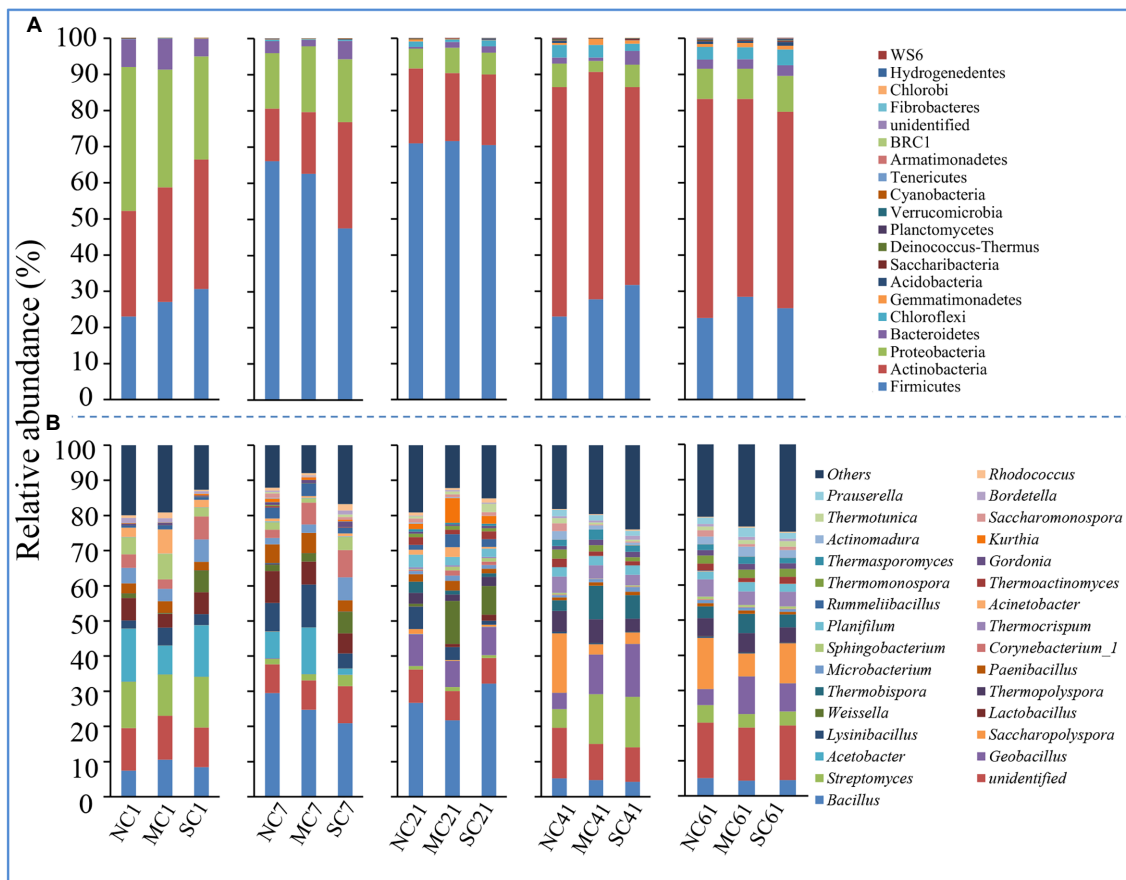 A
100
90
80
70
60
50
40
30
20
10
0
WS6
Hydrogenedentes
Chlorobi
Fibrobacteres
unidentified
BRC1
Armatimonadetes
Tenericutes
Cyanobacteria
Verrucomicrobia
Planctomycetes
Deinococcus-Thermus
Saccharibacteria
Acidobacteria
Gemmatimonadetes
Chloroflexi
Bacteroidetes
Proteobacteria
Actinobacteria
Firmicutes
Relative abundance (%)
B
100
90
80
70
60
50
40
30
20
10
0
NC1 MC1 SC1 NC7 MC7 SC7 NC21 MC21 SC21 NC41 MC41 SC41 NC61 MC61 SC61
Others Rhodococcus
Prauserella Bordetella
Thermotunica Saccharomonospora
Actinomadura Kurthia
Thermasporomyces Gordonia
Thermomonospora Thermoactinomyces
Rummeliibacillus Acinetobacter
Planifilum Thermocrispum
Sphingobacterium Corynebacterium_1
Microbacterium Paenibacillus
Thermobispora Thermopolyspora
Weissella Lactobacillus
Lysinibacillus Saccharopolyspora
Acetobacter Geobacillus
Streptomyces unidentified
Bacillus